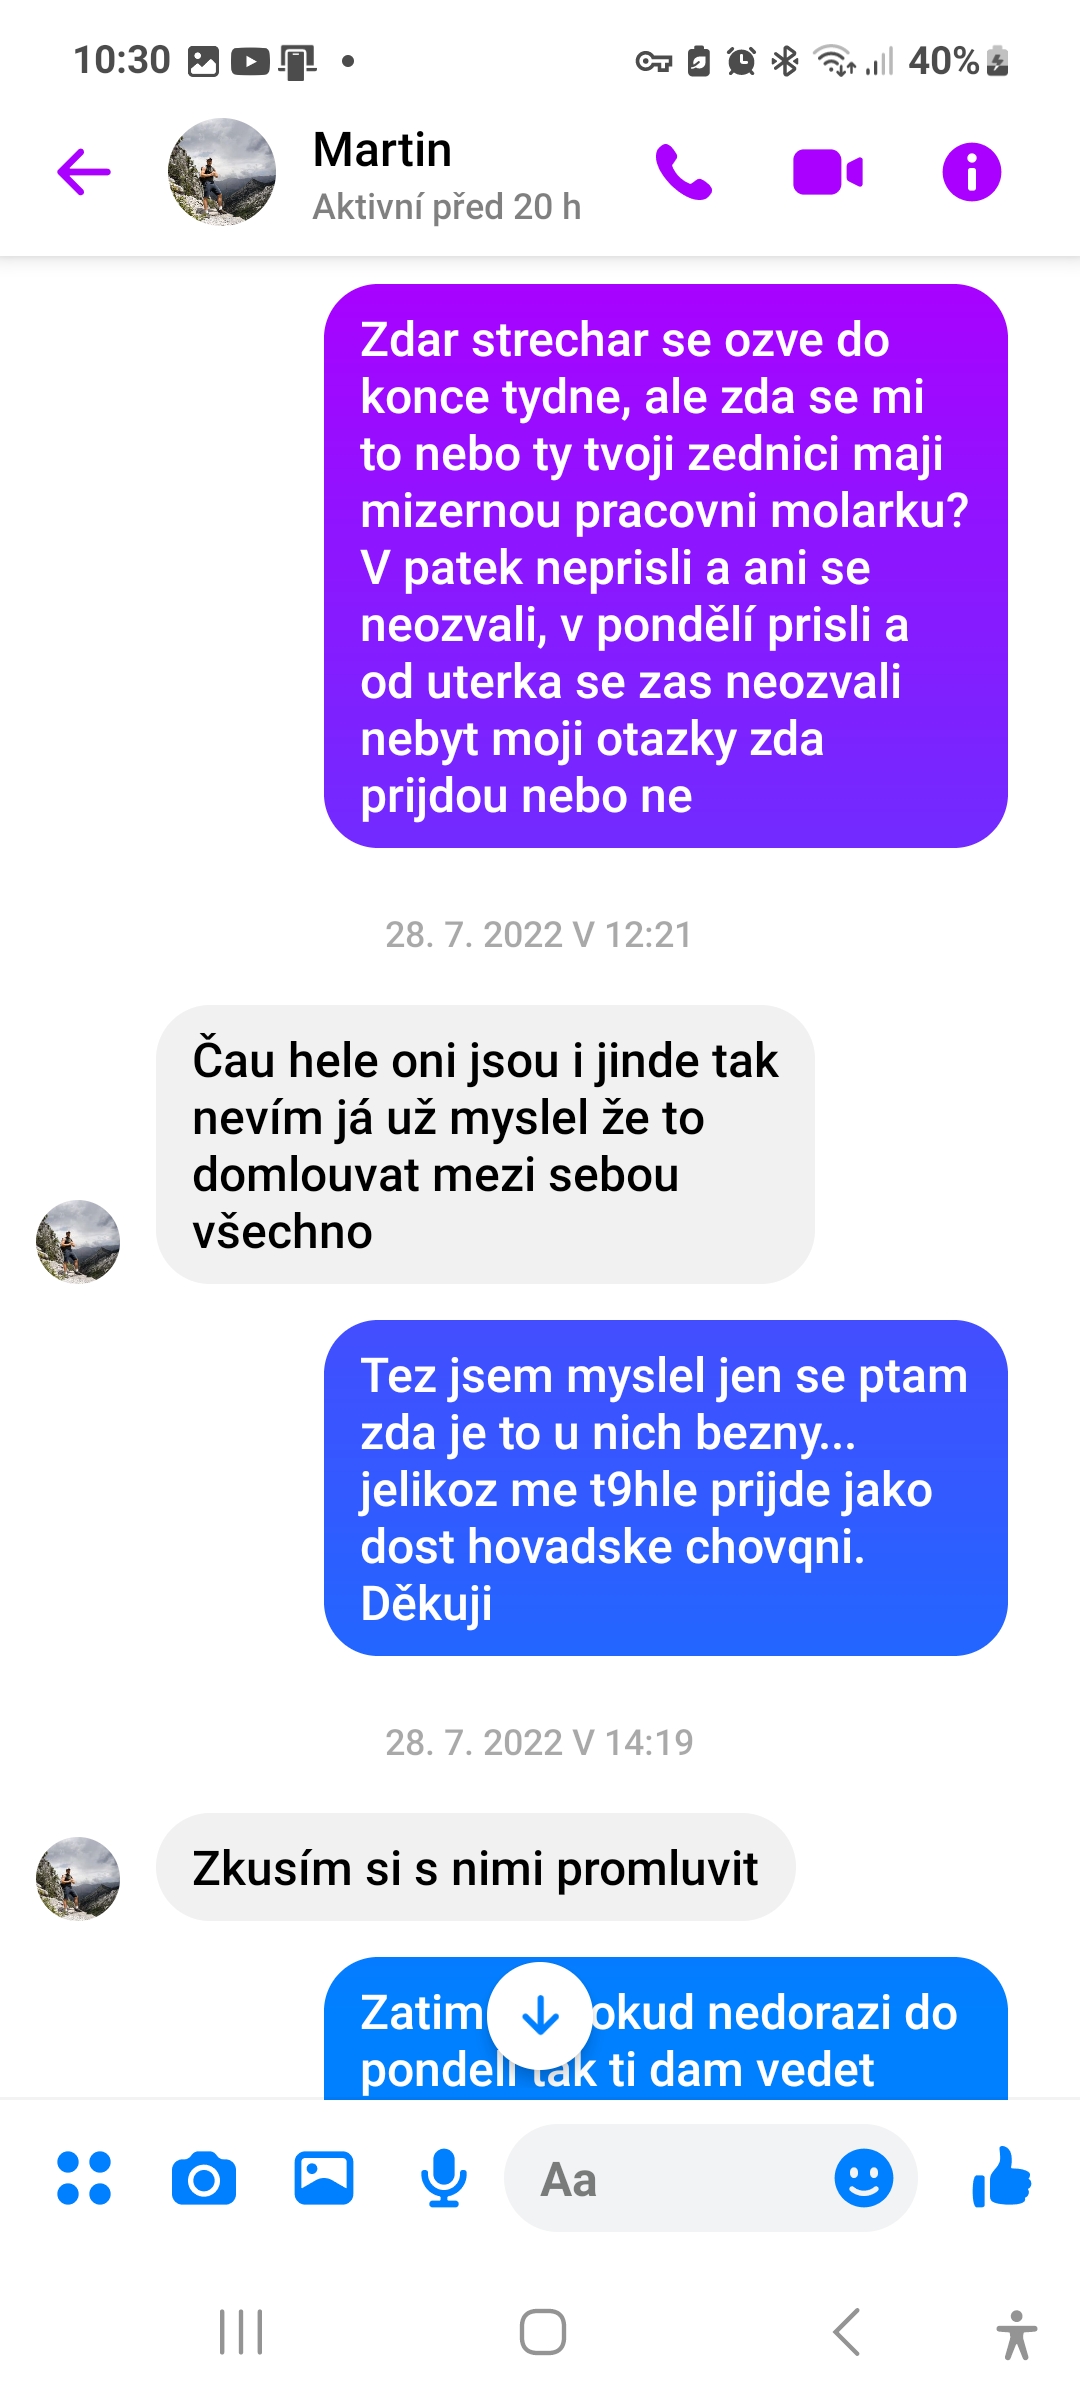 10:30
40%
Martin
Aktivní před 20 h
Zdar strechar se ozve do
konce tydne, ale zda se mi
to nebo ty tvoji zednici maji
mizernou pracovni molarku?
V patek neprisli a ani se
neozvali, v pondělí prisli a
od uterka se zas neozvali
nebyt moji otazky zda
prijdou nebo ne
28. 7. 2022 V 12:21
Čau hele oni jsou i jinde tak
nevím já už myslel že to
domlouvat mezi sebou
všechno
Tez jsem myslel jen se ptam
zda je to u nich bezny...
jelikoz me t9hle prijde jako
dost hovadske chovqni.
Děkuji
28. 7. 2022 V 14:19
Zkusím si s nimi promluvit
Zatim nedorazi do
pondeli tak ti dam vedet
Aa